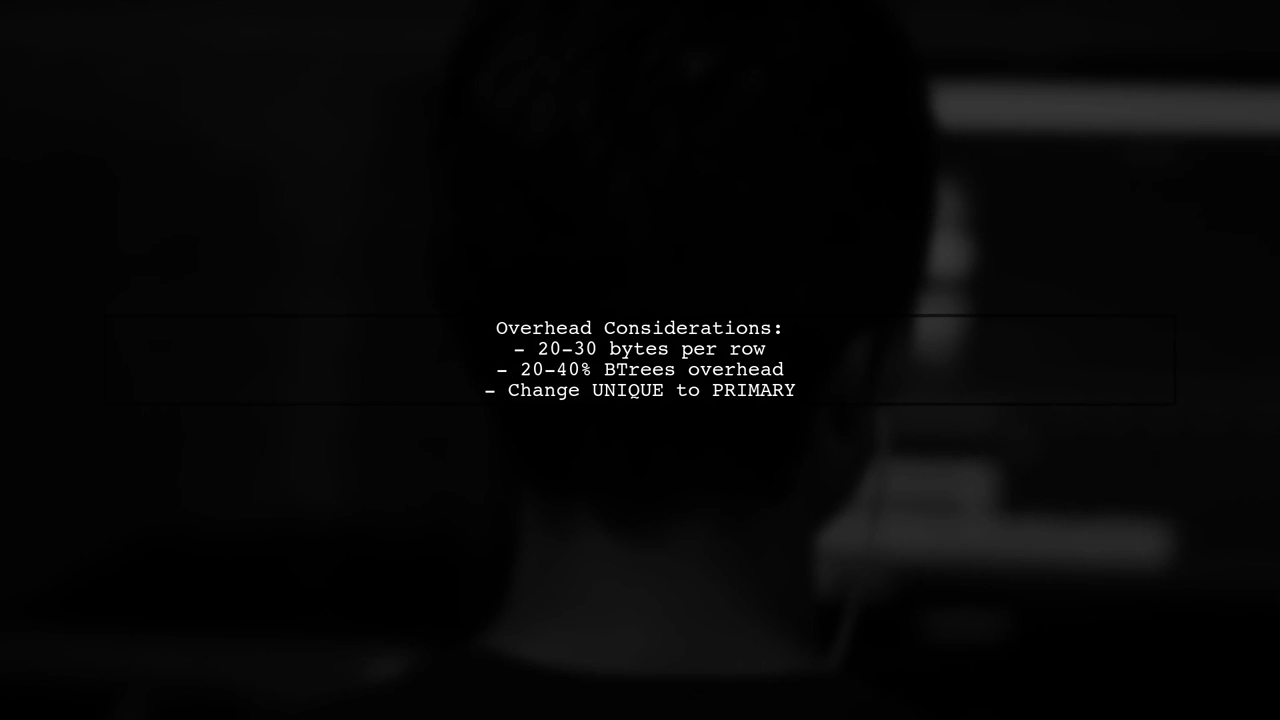 Overhead Considerations:
- 20-30 bytes per row
- 20-40% BTrees overhead
- Change UNIQUE to PRIMARY